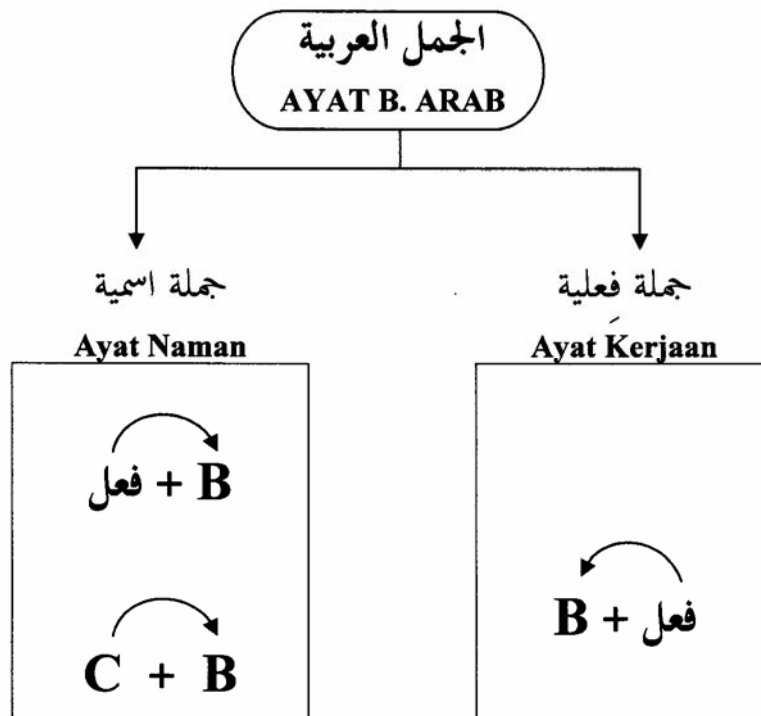 الجمل العربية
AYAT B. ARAB
جملة اسمية
Ayat Naman
فعل + B
C + B
جملة فعلية
Ayat Kerjaan
B + فعل